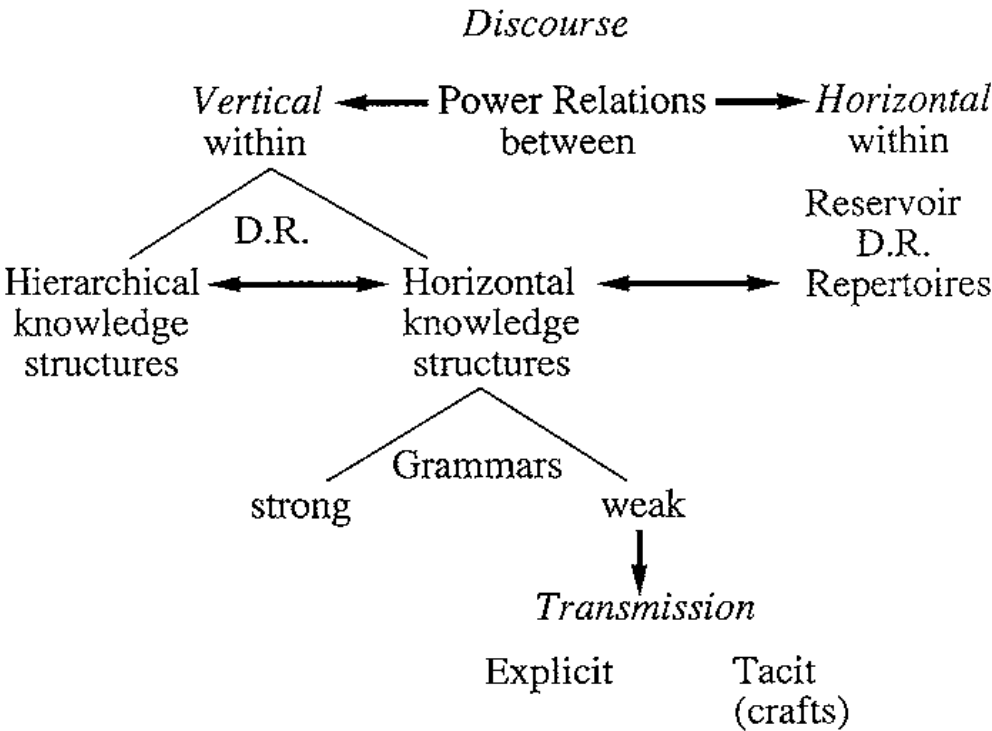 Discourse
Vertical Power Relations Horizontal
within between within
Reservoir
D.R. D.R.
Hierarchical Horizontal Repertoires
knowledge knowledge
structures structures
Grammars
strong weak
Transmission
Explicit Tacit
(crafts)